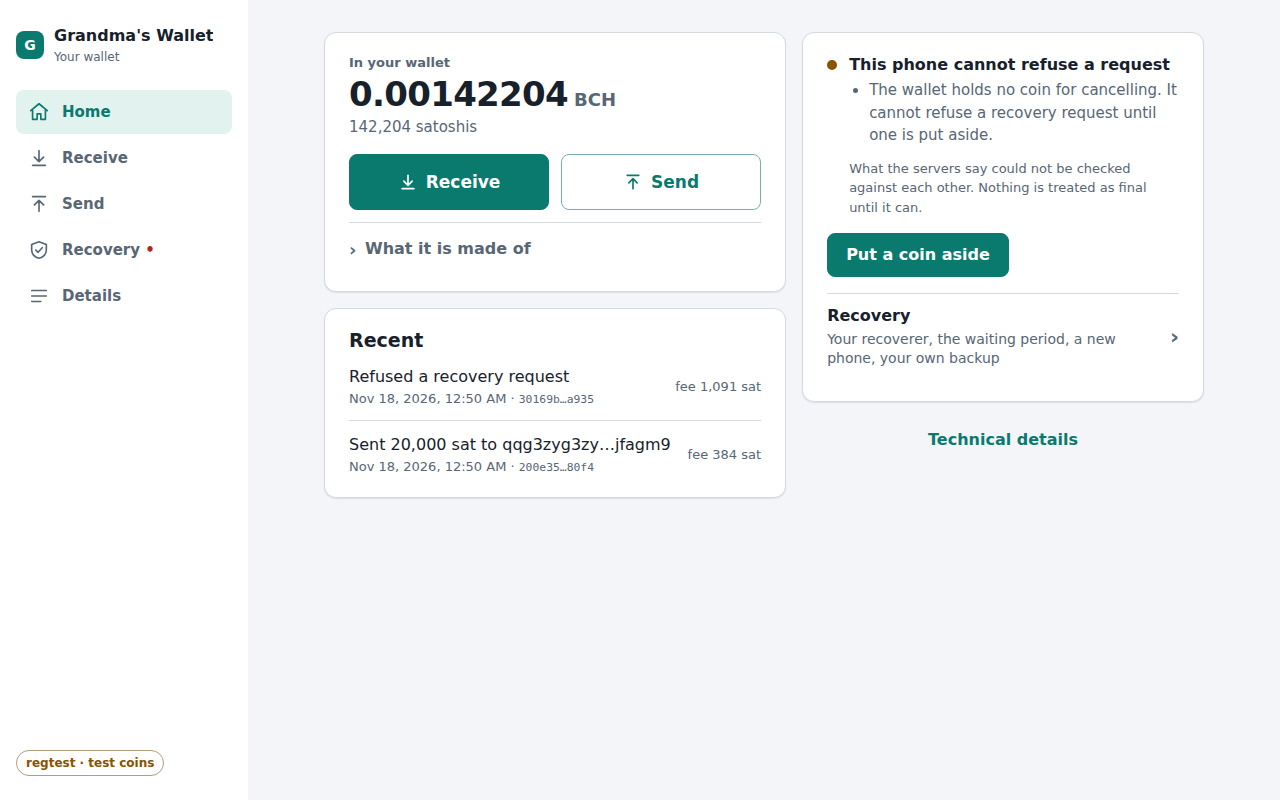 G
Grandma's Wallet
Your wallet
Home
Receive
Send
Recovery •
Details
regtest · test coins
In your wallet
0.00142204 BCH
142,204 satoshis
Receive
Send
› What it is made of
Recent
Refused a recovery request
Nov 18, 2026, 12:50 AM · 30169b…a935
fee 1,091 sat
Sent 20,000 sat to qqg3zyg3zy…jfagm9
Nov 18, 2026, 12:50 AM · 200e35…80f4
fee 384 sat
This phone cannot refuse a request
• The wallet holds no coin for cancelling. It
cannot refuse a recovery request until
one is put aside.
What the servers say could not be checked
against each other. Nothing is treated as final
until it can.
Put a coin aside
Recovery
Your recoverer, the waiting period, a new
phone, your own backup
›
Technical details